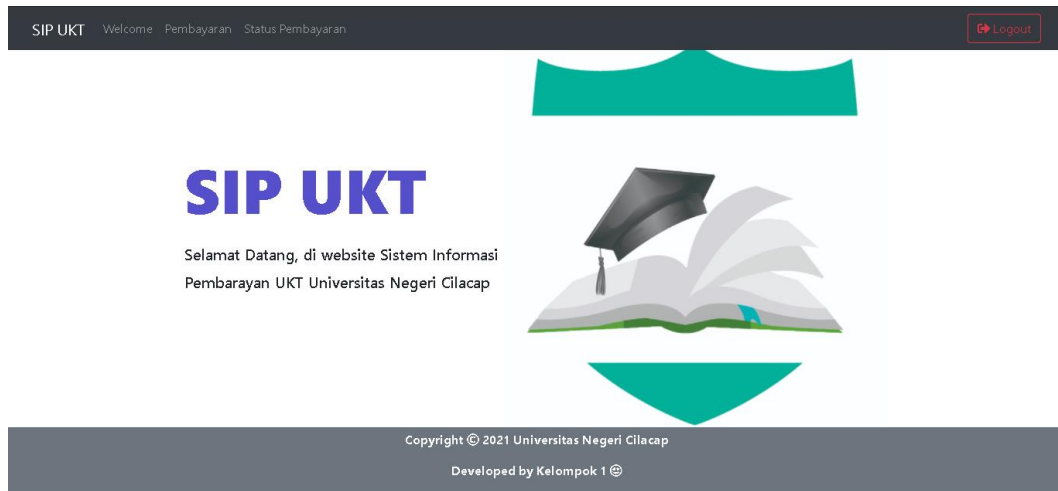 SIP UKT Welcome Pembayaran Status Pembayaran Logout
SIP UKT
Selamat Datang, di website Sistem Informasi
Pembarayan UKT Universitas Negeri Cilacap
Copyright © 2021 Universitas Negeri Cilacap
Developed by Kelompok 1 😊